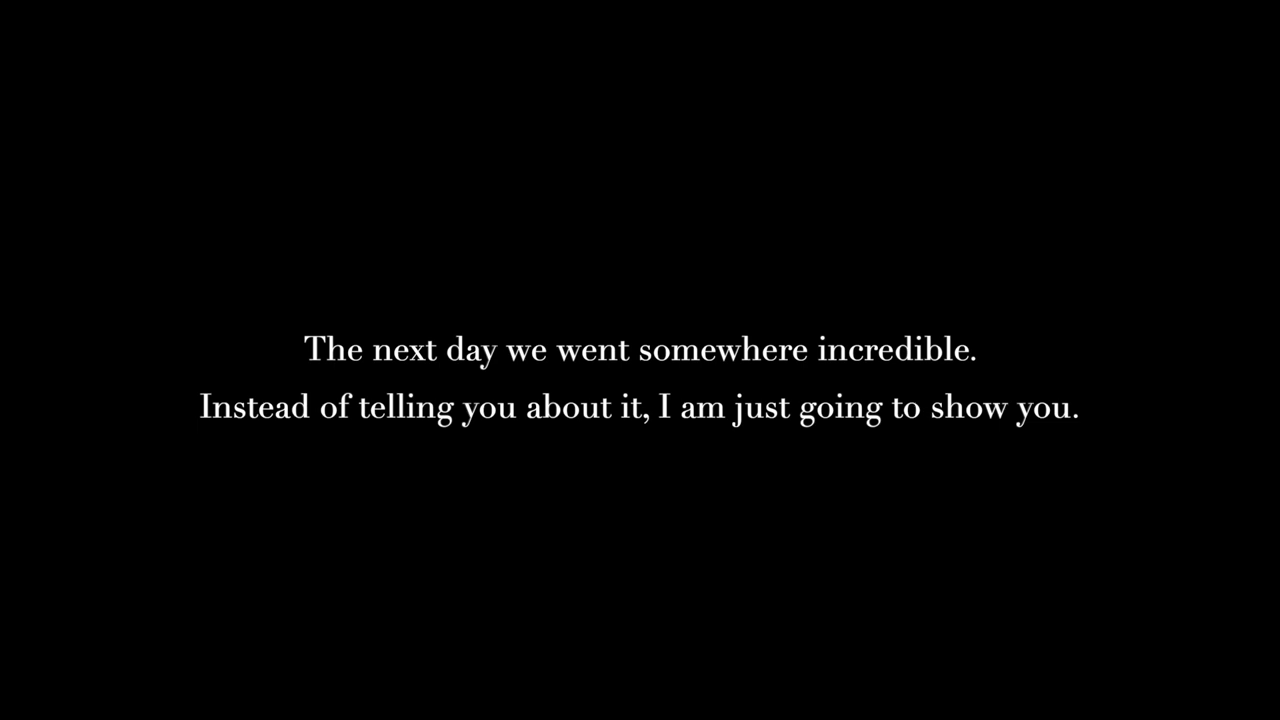 The next day we went somewhere incredible.
Instead of telling you about it, I am just going to show you.